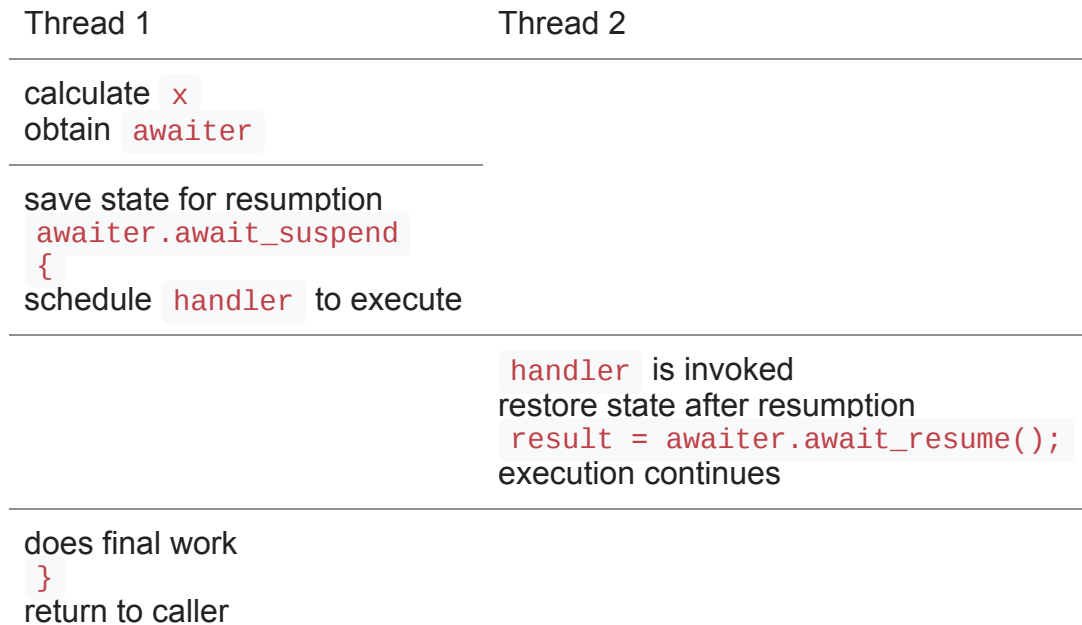 Thread 1 Thread 2
calculate x
obtain awaiter
save state for resumption
awaiter.await_suspend
{
schedule handler to execute
handler is invoked
restore state after resumption
result = awaiter.await_resume();
execution continues
does final work
}
return to caller